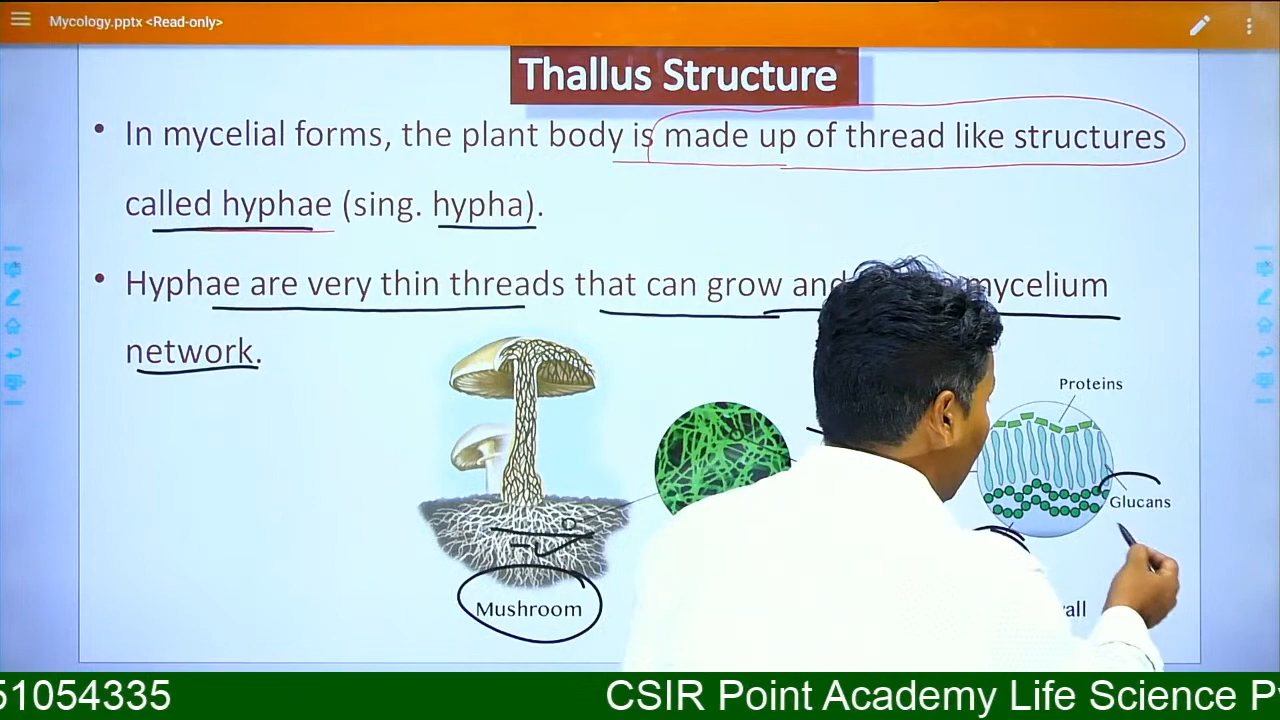 Mycology.pptx <Read-only>
Thallus Structure
• In mycelial forms, the plant body is made up of thread like structures
called hyphae (sing. hypha).
• Hyphae are very thin threads that can grow and mycelium
network.
Proteins
Glucans
Mushroom
51054335 CSIR Point Academy Life Science